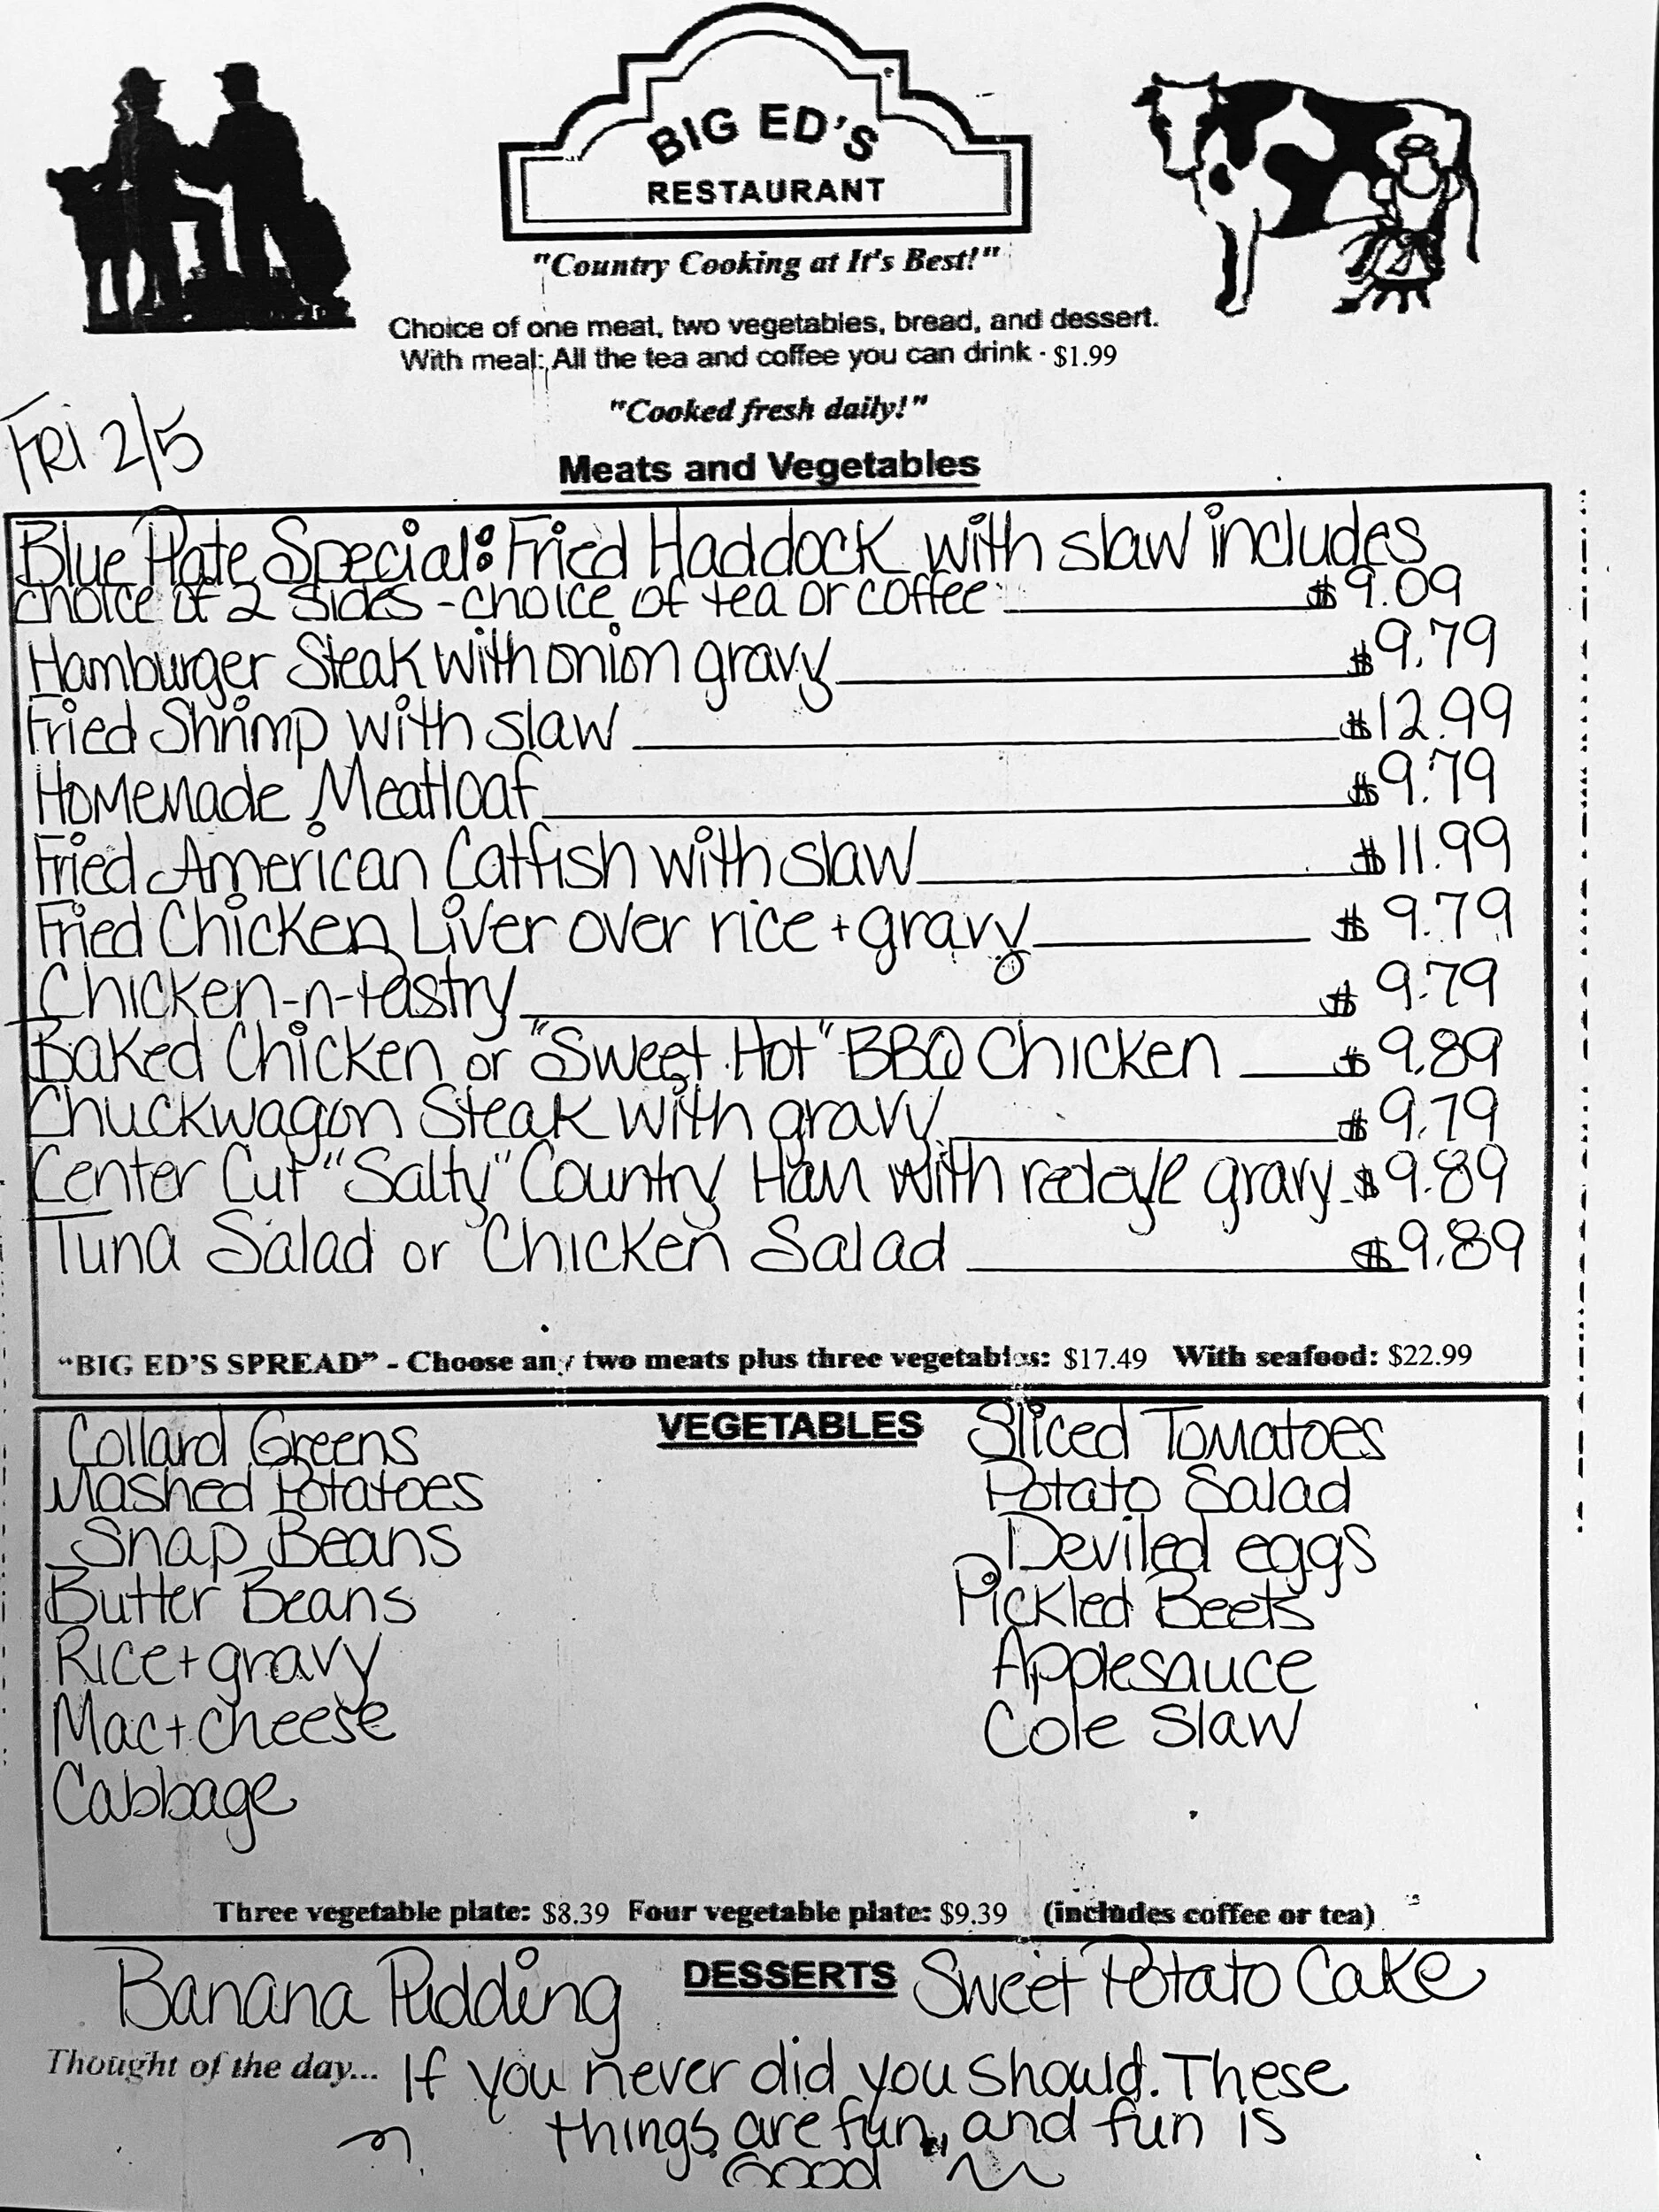 BIG ED'S
RESTAURANT
"Country Cooking at It's Best!"
Choice of one meat, two vegetables, bread, and dessert.
With meal: All the tea and coffee you can drink - $1.99
"Cooked fresh daily!"
Fri 2/5
Meats and Vegetables
Blue Plate Special: Fried Haddock with slaw includes
choice of 2 sides - choice of tea or coffee $9.09
Hamburger Steak with onion gravy $9.79
Fried Shrimp with slaw $12.99
Homemade Meatloaf $9.79
Fried American Catfish with slaw $11.99
Fried Chicken Liver over rice + gravy $9.79
Chicken-n-Pastry $9.79
Baked Chicken or "Sweet Hot" BBQ Chicken $9.89
Chuckwagon Steak with gravy $9.79
Center Cut "Salty" Country Ham with redeye gravy $9.89
Tuna Salad or Chicken Salad $9.89
"BIG ED'S SPREAD" - Choose any two meats plus three vegetables: $17.49 With seafood: $22.99
VEGETABLES
Collard Greens
Mashed Potatoes
Snap Beans
Butter Beans
Rice + gravy
Mac + cheese
Cabbage
Sliced Tomatoes
Potato Salad
Deviled eggs
Pickled Beets
Applesauce
Cole Slaw
Three vegetable plate: $8.39 Four vegetable plate: $9.39 (includes coffee or tea)
DESSERTS
Banana Pudding
Sweet Potato Cake
Thought of the day... If you never did you should. These
things are fun, and fun is
Good